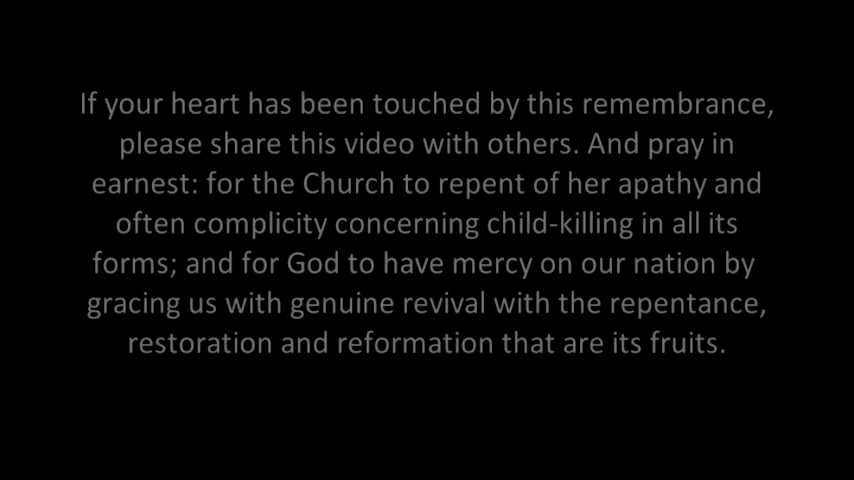 If your heart has been touched by this remembrance,
please share this video with others. And pray in
earnest: for the Church to repent of her apathy and
often complicity concerning child-killing in all its
forms; and for God to have mercy on our nation by
gracing us with genuine revival with the repentance,
restoration and reformation that are its fruits.